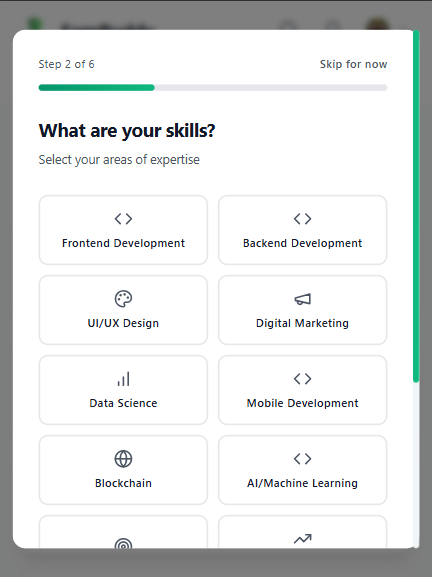 Step 2 of 6
Skip for now
What are your skills?
Select your areas of expertise
Frontend Development
Backend Development
UI/UX Design
Digital Marketing
Data Science
Mobile Development
Blockchain
AI/Machine Learning